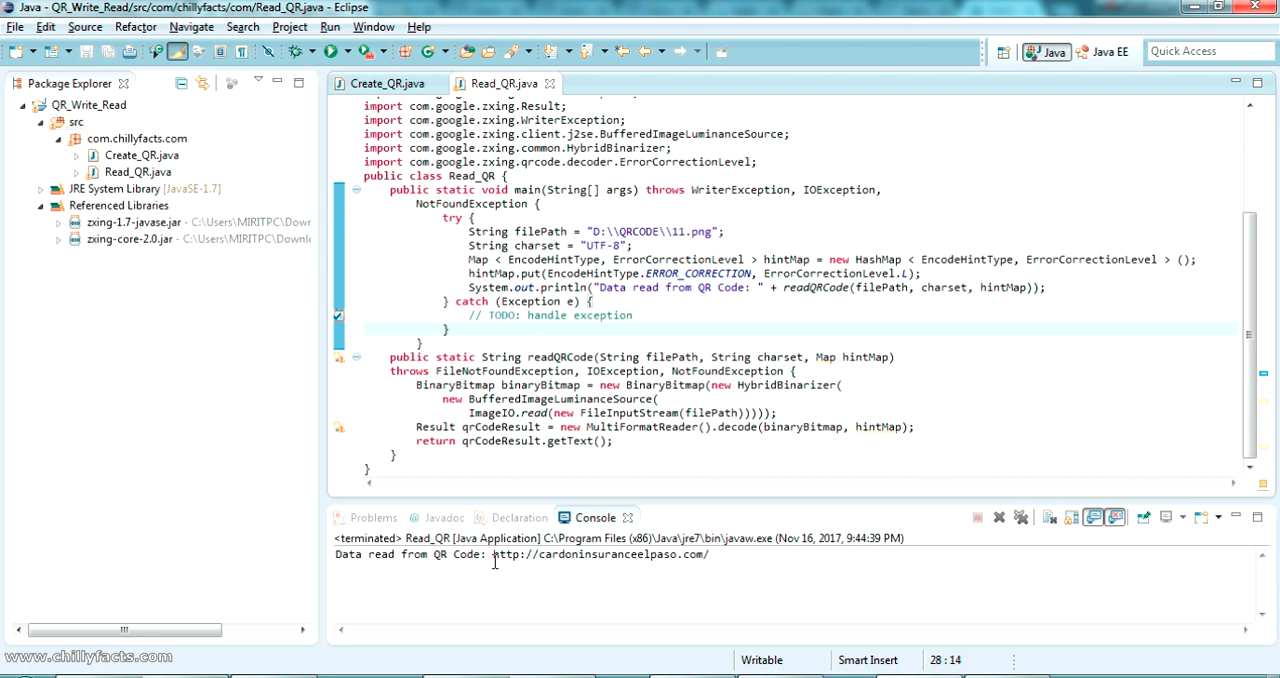 Java - QR_Write_Read/src/com/chillyfacts/com/Read_QR.java - Eclipse
File Edit Source Refactor Navigate Search Project Run Window Help
Java Java EE Quick Access
Package Explorer
QR_Write_Read
src
com.chillyfacts.com
Create_QR.java
Read_QR.java
JRE System Library [JavaSE-1.7]
Referenced Libraries
zxing-1.7-javase.jar - C:\Users\MIRITPC\Down
zxing-core-2.0.jar - C:\Users\MIRITPC\Downlo
Create_QR.java Read_QR.java
import com.google.zxing.Result;
import com.google.zxing.WriterException;
import com.google.zxing.client.j2se.BufferedImageLuminanceSource;
import com.google.zxing.common.HybridBinarizer;
import com.google.zxing.qrcode.decoder.ErrorCorrectionLevel;
public class Read_QR {
public static void main(String[] args) throws WriterException, IOException,
NotFoundException {
try {
String filePath = "D:\\QRCODE\\11.png";
String charset = "UTF-8";
Map < EncodeHintType, ErrorCorrectionLevel > hintMap = new HashMap < EncodeHintType, ErrorCorrectionLevel > ();
hintMap.put(EncodeHintType.ERROR_CORRECTION, ErrorCorrectionLevel.L);
System.out.println("Data read from QR Code: " + readQRCode(filePath, charset, hintMap));
} catch (Exception e) {
// TODO: handle exception
}
}
public static String readQRCode(String filePath, String charset, Map hintMap)
throws FileNotFoundException, IOException, NotFoundException {
BinaryBitmap binaryBitmap = new BinaryBitmap(new HybridBinarizer(
new BufferedImageLuminanceSource(
ImageIO.read(new FileInputStream(filePath)))));
Result qrCodeResult = new MultiFormatReader().decode(binaryBitmap, hintMap);
return qrCodeResult.getText();
}
}
Problems @ Javadoc Declaration Console
<terminated> Read_QR [Java Application] C:\Program Files (x86)\Java\jre7\bin\javaw.exe (Nov 16, 2017, 9:44:39 PM)
Data read from QR Code: http://cardoninsuranceelpaso.com/
www.chillyfacts.com
Writable Smart Insert 28 : 14